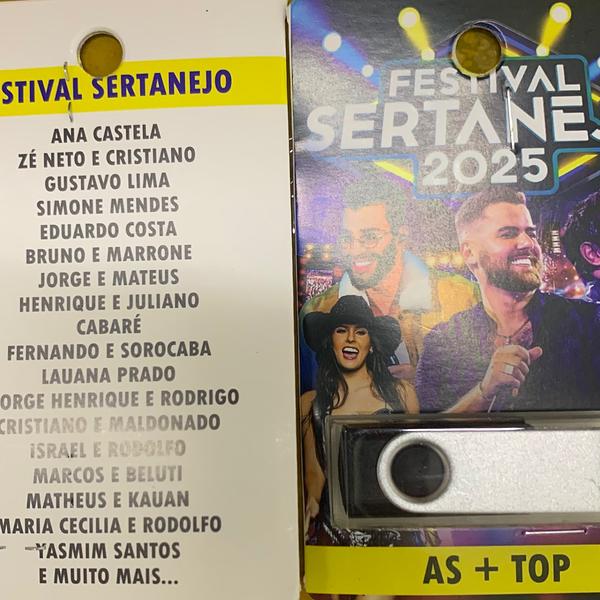 STIVAL SERTANEJO
ANA CASTELA
ZÉ NETO E CRISTIANO
GUSTAVO LIMA
SIMONE MENDES
EDUARDO COSTA
BRUNO E MARRONE
JORGE E MATEUS
HENRIQUE E JULIANO
CABARÉ
FERNANDO E SOROCABA
LAUANA PRADO
ORGE HENRIQUE E RODRIGO
CRISTIANO E MALDONADO
ISRAEL E RODOLFO
MARCOS E BELUTI
MATHEUS E KAUAN
MARIA CECILIA E RODOLFO
YASMIM SANTOS
E MUITO MAIS...
FESTIVAL
SERTANEJ
2025
AS + TOP